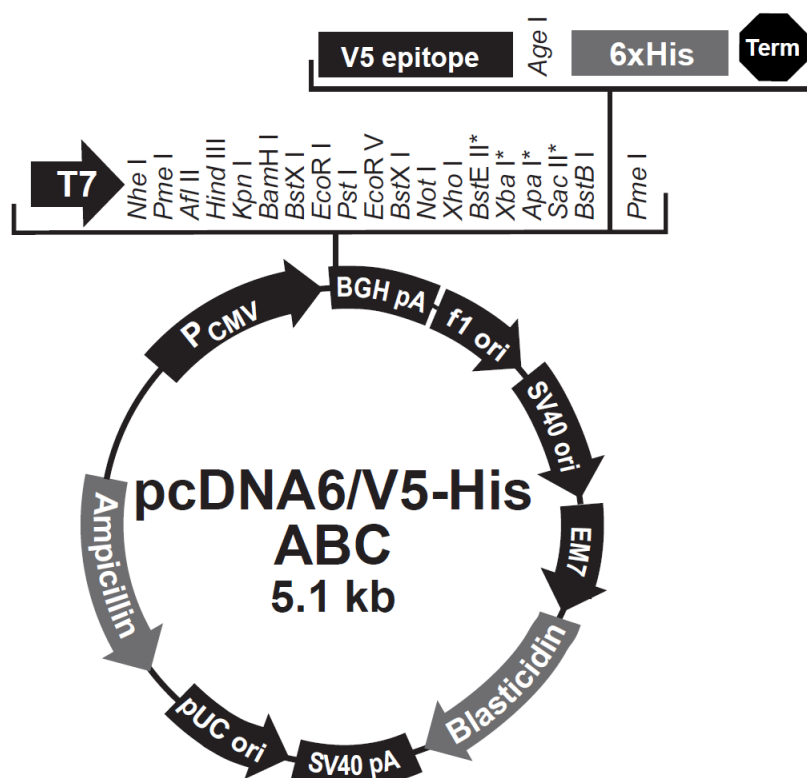 V5 epitope
Age I
6xHis
Term
T7
Nhe I
Pme I
Afl II
Hind III
Kpn I
BamH I
BstX I
EcoR I
Pst I
EcoR V
BstX I
Not I
Xho I
BstE II*
Xba I*
Apa I*
Sac II*
BstB I
Pme I
PCMV
BGH pA
f1 ori
SV40 ori
EM7
Blasticidin
SV40 pA
pUC ori
Ampicillin
pcDNA6/V5-His
ABC
5.1 kb